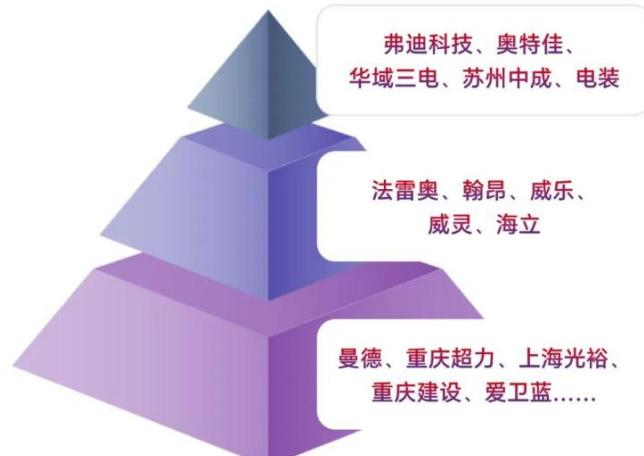 弗迪科技、奥特佳、
华域三电、苏州中成、电装
法雷奥、翰昂、威乐、
威灵、海立
曼德、重庆超力、上海光裕、
重庆建设、爱卫蓝……